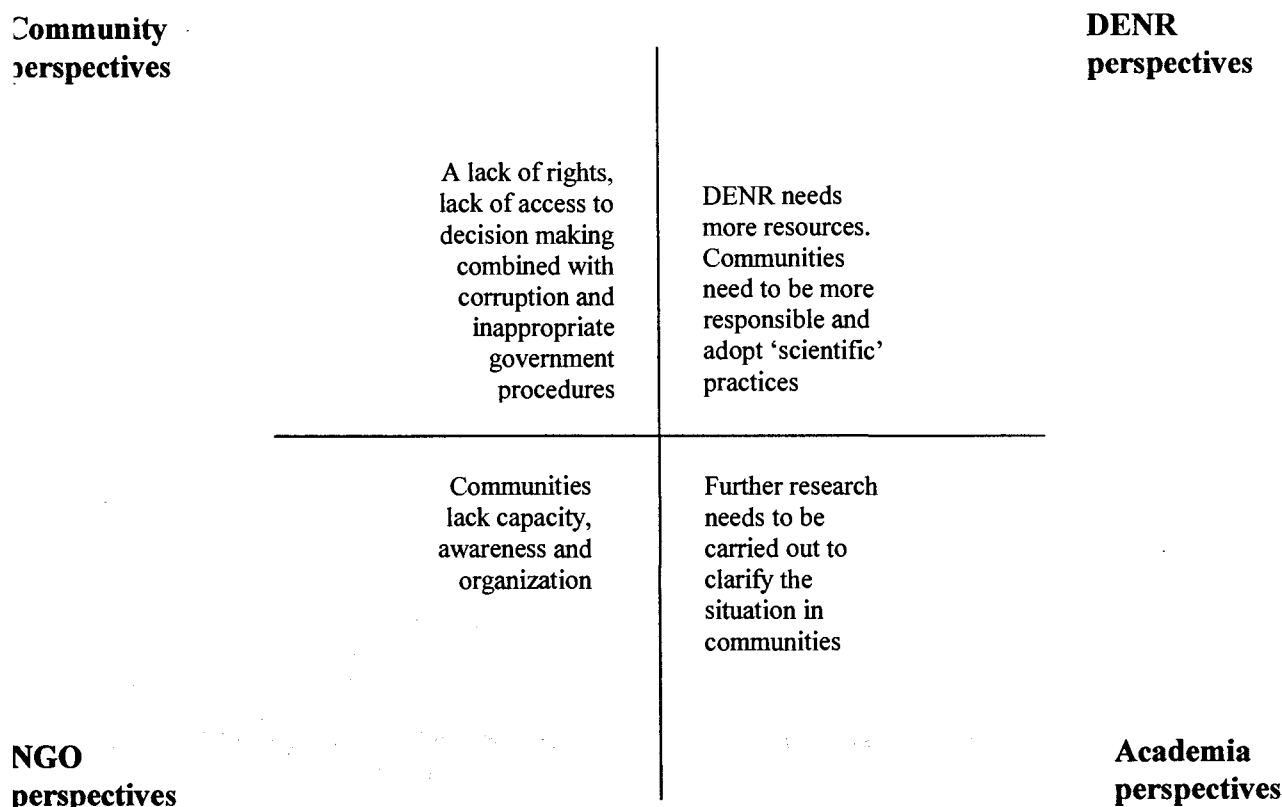 Community
perspectives
DENR
perspectives
A lack of rights,
lack of access to
decision making
combined with
corruption and
inappropriate
government
procedures
DENR needs
more resources.
Communities
need to be more
responsible and
adopt ‘scientific’
practices
Communities
lack capacity,
awareness and
organization
Further research
needs to be
carried out to
clarify the
situation in
communities
NGO
perspectives
Academia
perspectives